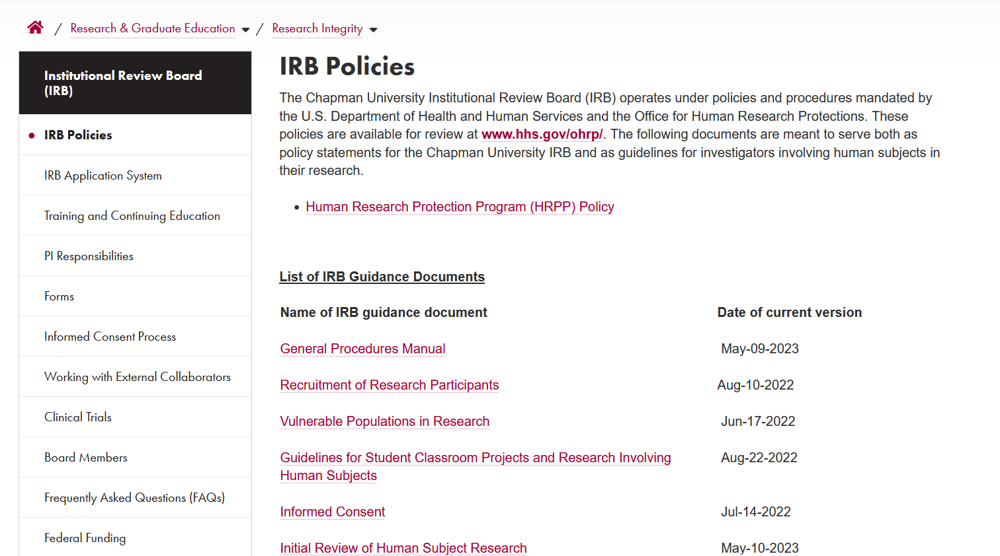 / Research & Graduate Education / Research Integrity
Institutional Review Board
(IRB)
IRB Policies
IRB Application System
Training and Continuing Education
PI Responsibilities
Forms
Informed Consent Process
Working with External Collaborators
Clinical Trials
Board Members
Frequently Asked Questions (FAQs)
Federal Funding
IRB Policies
The Chapman University Institutional Review Board (IRB) operates under policies and procedures mandated by
the U.S. Department of Health and Human Services and the Office for Human Research Protections. These
policies are available for review at www.hhs.gov/ohrp/. The following documents are meant to serve both as
policy statements for the Chapman University IRB and as guidelines for investigators involving human subjects in
their research.
• Human Research Protection Program (HRPP) Policy
List of IRB Guidance Documents
Name of IRB guidance document Date of current version
General Procedures Manual May-09-2023
Recruitment of Research Participants Aug-10-2022
Vulnerable Populations in Research Jun-17-2022
Guidelines for Student Classroom Projects and Research Involving Aug-22-2022
Human Subjects
Informed Consent Jul-14-2022
Initial Review of Human Subject Research May-10-2023